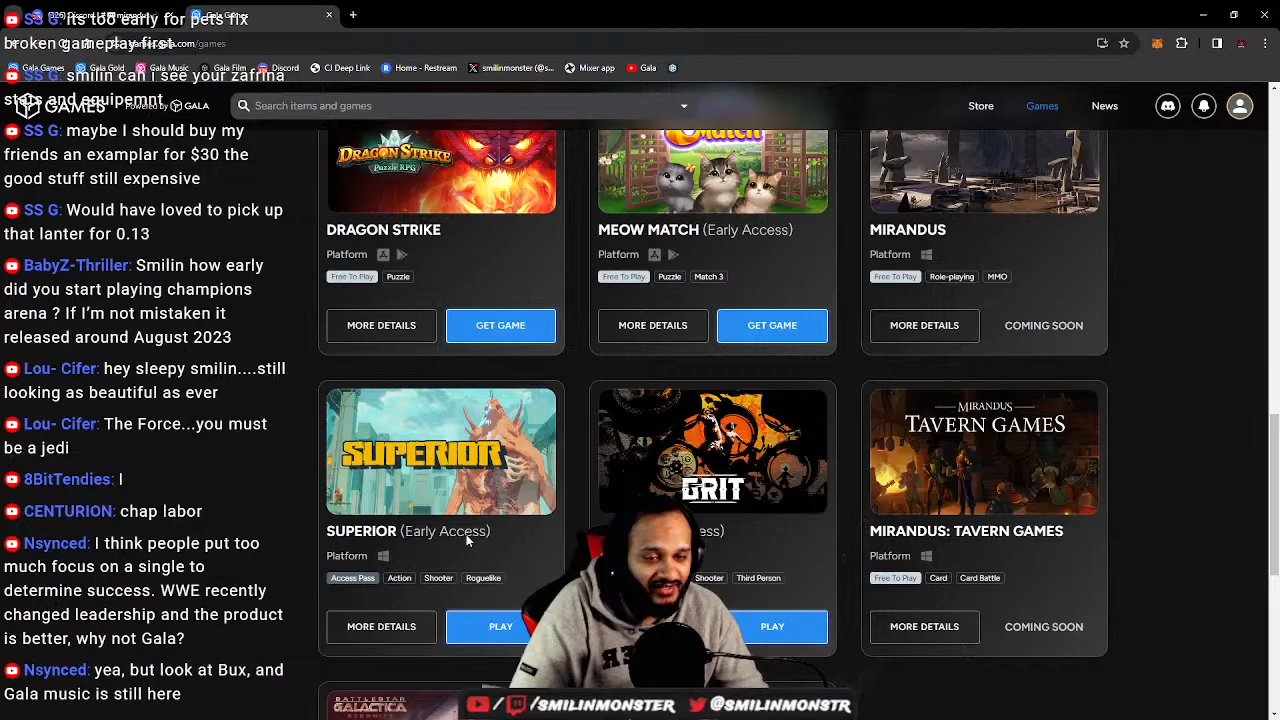 SS G: Its too early for pets fix
broken gameplay first
SS G: smilin can I see your zafrina
stats and equipemnt
SS G: maybe I should buy my
friends an examplar for $30 the
good stuff still expensive
SS G: Would have loved to pick up
that lanter for 0.13
BabyZ-Thriller: Smilin how early
did you start playing champions
arena ? If I'm not mistaken it
released around August 2023
Lou- Cifer: hey sleepy smilin....still
looking as beautiful as ever
Lou- Cifer: The Force...you must
be a jedi
8BitTendies: I
CENTURION: chap labor
Nsynced: I think people put too
much focus on a single to
determine success. WWE recently
changed leadership and the product
is better, why not Gala?
Nsynced: yea, but look at Bux, and
Gala music is still here
.gala.com/games
Gala Music
Gala Film
Discord
CJ Deep Link
Home - Restream
smilinmonster (@s...
Mixer app
Gala
GAMES
Powered by GALA
Search items and games
Store
Games
News
DRAGON STRIKE
Puzzle RPG
Match
DRAGON STRIKE
Platform
Free To Play
Puzzle
MORE DETAILS
GET GAME
MEOW MATCH (Early Access)
Platform
Free To Play
Puzzle
Match 3
MORE DETAILS
GET GAME
MIRANDUS
Platform
Free To Play
Role-playing
MMO
MORE DETAILS
COMING SOON
SUPERIOR
SUPERIOR (Early Access)
Platform
Access Pass
Action
Shooter
Roguelike
MORE DETAILS
PLAY
GRIT
Shooter
Third Person
PLAY
MIRANDUS
TAVERN GAMES
MIRANDUS: TAVERN GAMES
Platform
Free To Play
Card
Card Battle
MORE DETAILS
COMING SOON
BATTLESTAR
GALACTICA
/SMILINMONSTER @SMILINMONSTR